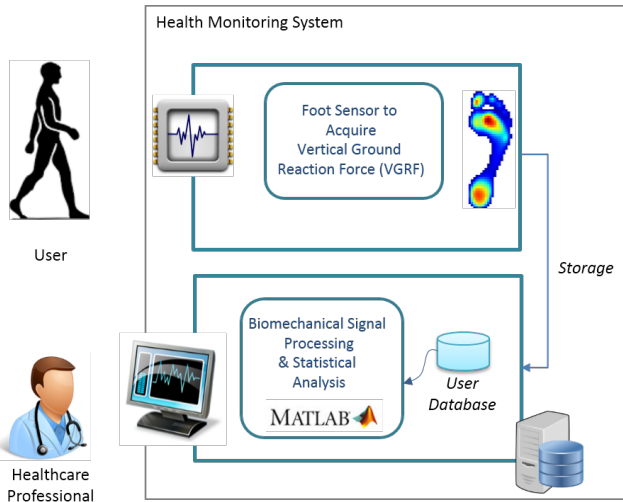 Health Monitoring System
Foot Sensor to
Acquire
Vertical Ground
Reaction Force (VGRF)
User
Storage
Biomechanical Signal
Processing
& Statistical
Analysis
MATLAB
User
Database
Healthcare
Professional